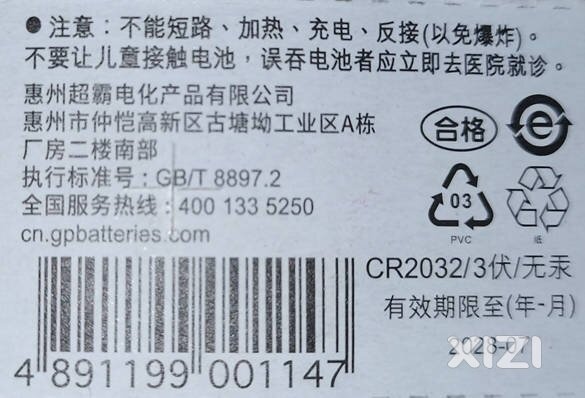 ●注意：不能短路、加热、充电、反接(以免爆炸)。
不要让儿童接触电池，误吞电池者应立即去医院就诊。
惠州超霸电化产品有限公司
惠州市仲恺高新区古塘坳工业区A栋
厂房二楼南部
执行标准号：GB/T 8897.2
全国服务热线：400 133 5250
cn.gpbatteries.com
合格
e
03
PVC
纸
CR2032/3伏/无汞
有效期限至(年-月)
2028-07
XIZI
4 891199 001147